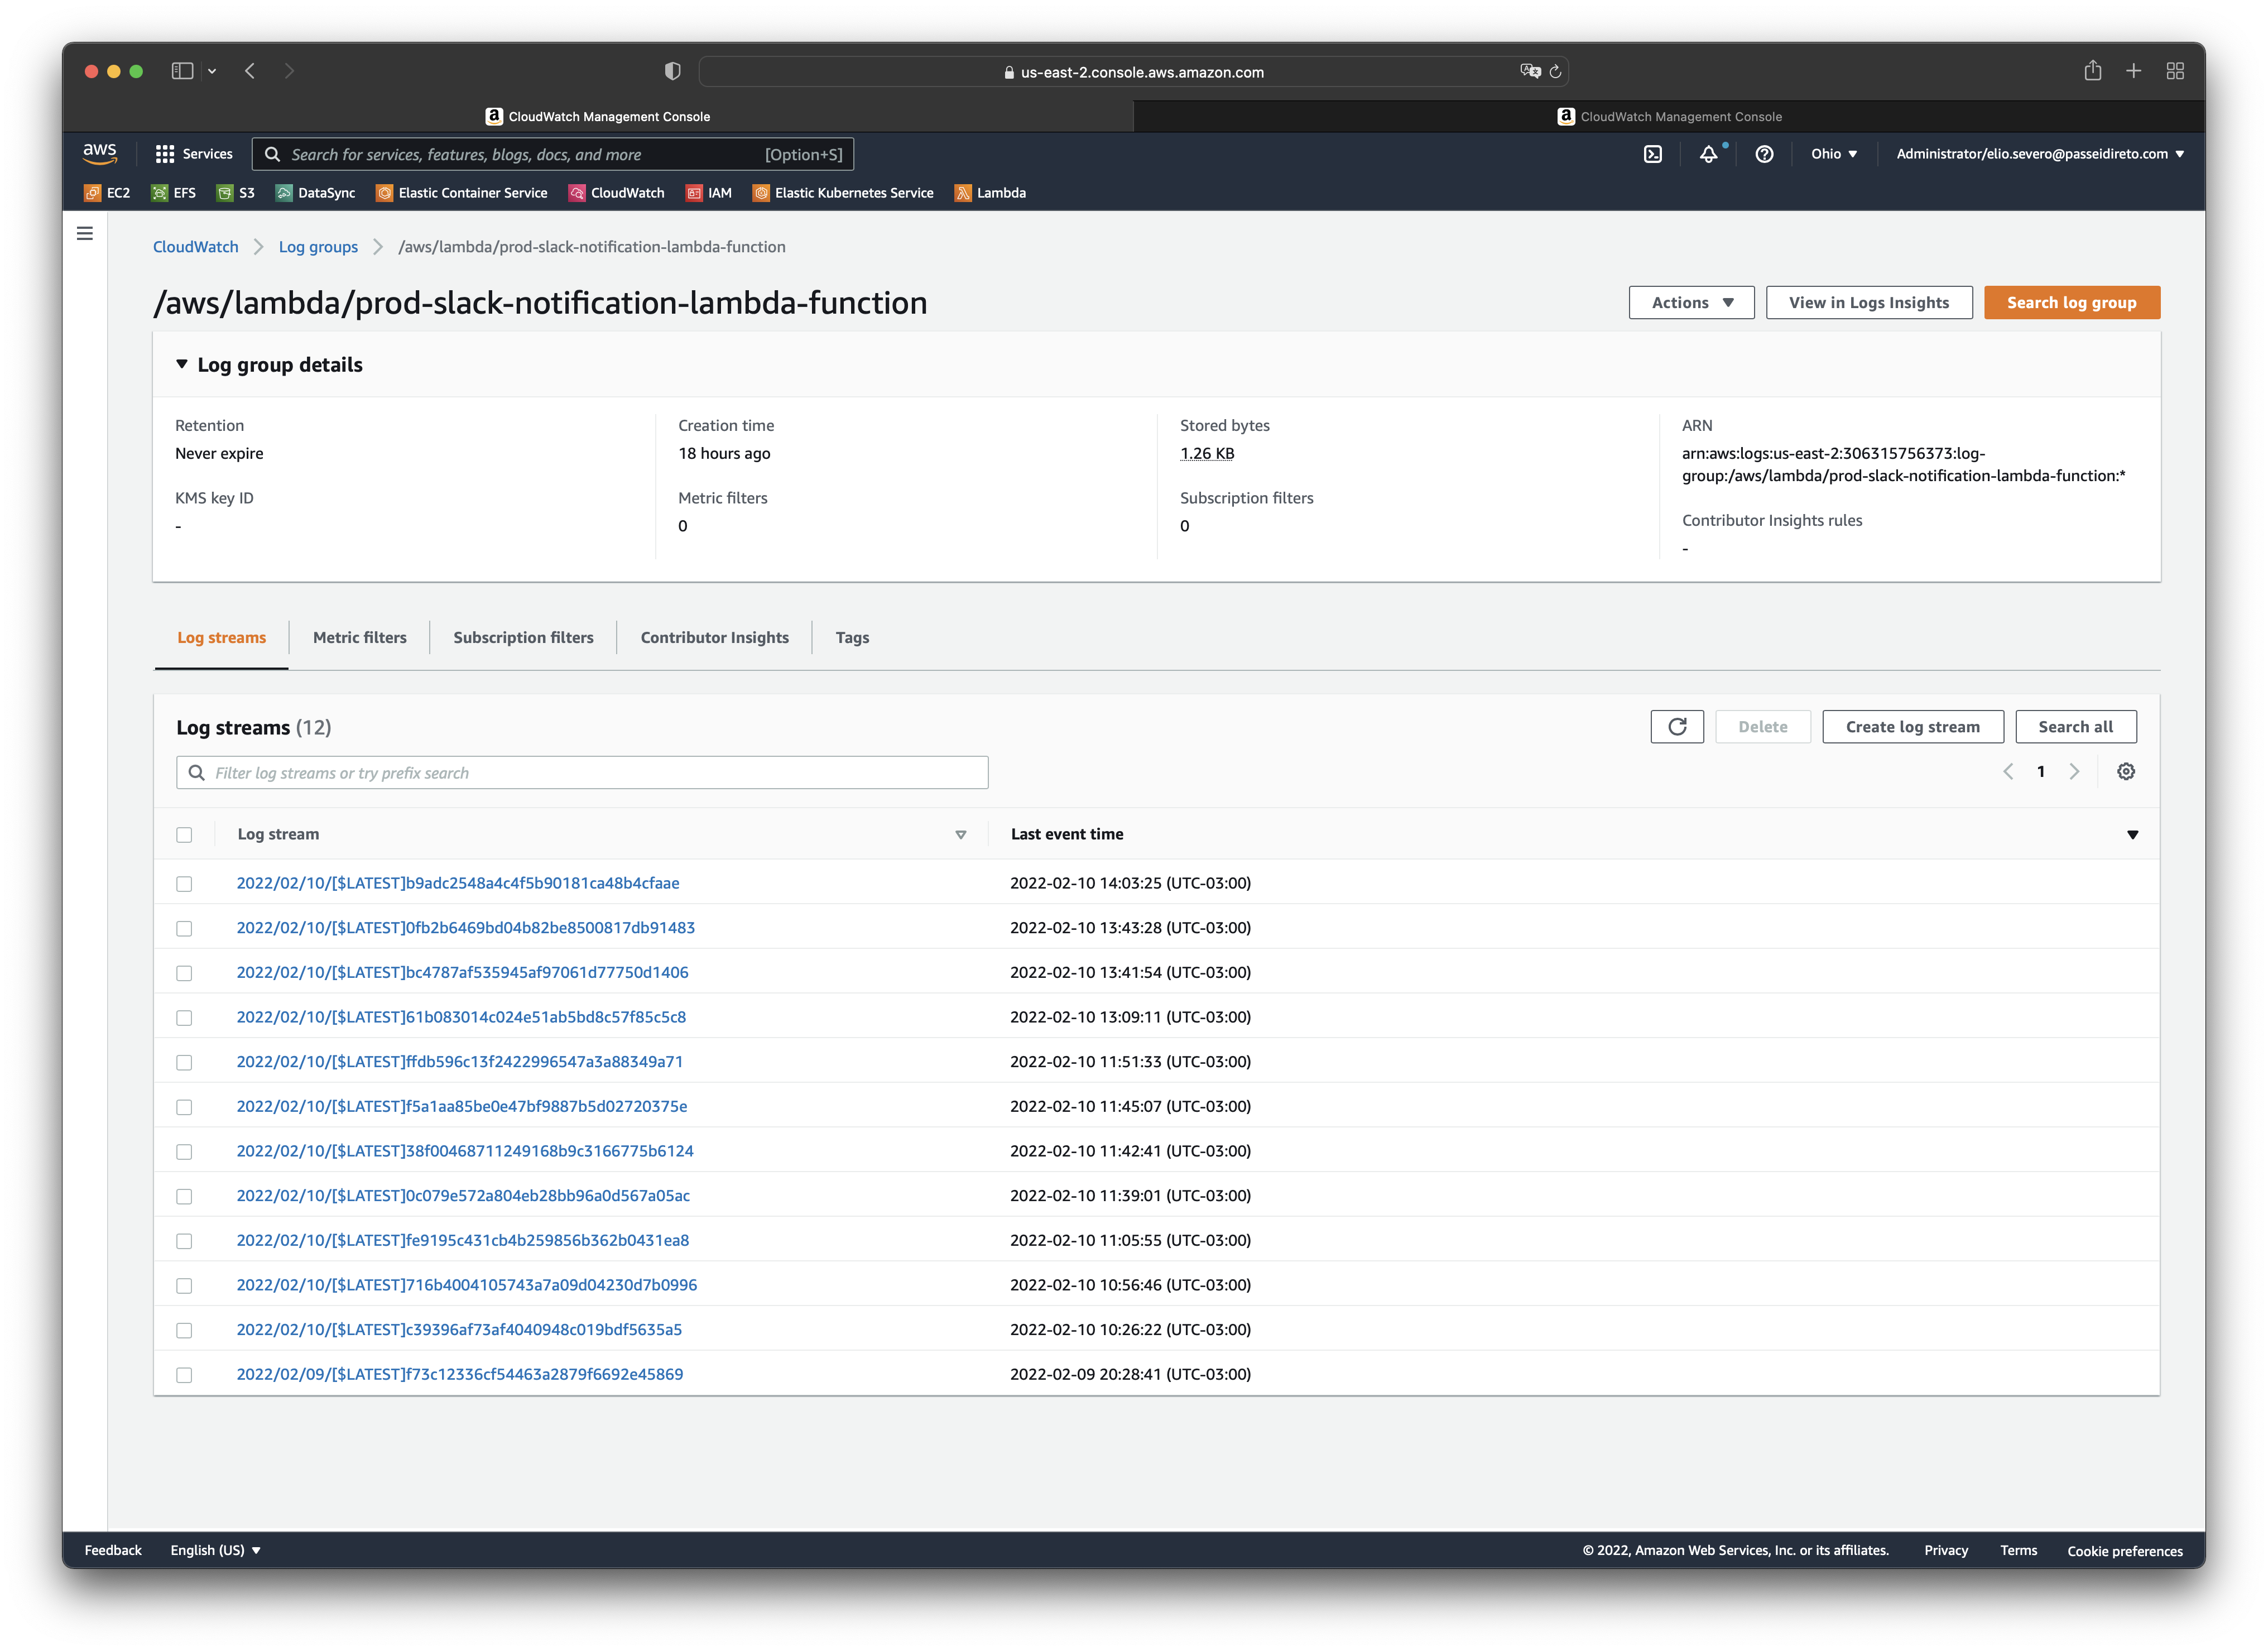 us-east-2.console.aws.amazon.com
CloudWatch Management Console
CloudWatch Management Console
aws
Services
Search for services, features, blogs, docs, and more
[Option+S]
Ohio
Administrator/elio.severo@passeidireto.com
EC2
EFS
S3
DataSync
Elastic Container Service
CloudWatch
IAM
Elastic Kubernetes Service
Lambda
CloudWatch
Log groups
/aws/lambda/prod-slack-notification-lambda-function
/aws/lambda/prod-slack-notification-lambda-function
Actions
View in Logs Insights
Search log group
Log group details
Retention
Never expire
KMS key ID
-
Creation time
18 hours ago
Metric filters
0
Stored bytes
1.26 KB
Subscription filters
0
ARN
arn:aws:logs:us-east-2:306315756373:log-
group:/aws/lambda/prod-slack-notification-lambda-function:*
Contributor Insights rules
-
Log streams
Metric filters
Subscription filters
Contributor Insights
Tags
Log streams (12)
Delete
Create log stream
Search all
Filter log streams or try prefix search
1
Log stream
Last event time
2022/02/10/[$LATEST]b9adc2548a4c4f5b90181ca48b4cfaae
2022-02-10 14:03:25 (UTC-03:00)
2022/02/10/[$LATEST]0fb2b6469bd04b82be8500817db91483
2022-02-10 13:43:28 (UTC-03:00)
2022/02/10/[$LATEST]bc4787af535945af97061d77750d1406
2022-02-10 13:41:54 (UTC-03:00)
2022/02/10/[$LATEST]61b083014c024e51ab5bd8c57f85c5c8
2022-02-10 13:09:11 (UTC-03:00)
2022/02/10/[$LATEST]ffdb596c13f2422996547a3a88349a71
2022-02-10 11:51:33 (UTC-03:00)
2022/02/10/[$LATEST]f5a1aa85be0e47bf9887b5d02720375e
2022-02-10 11:45:07 (UTC-03:00)
2022/02/10/[$LATEST]38f00468711249168b9c3166775b6124
2022-02-10 11:42:41 (UTC-03:00)
2022/02/10/[$LATEST]0c079e572a804eb28bb96a0d567a05ac
2022-02-10 11:39:01 (UTC-03:00)
2022/02/10/[$LATEST]fe9195c431cb4b259856b362b0431ea8
2022-02-10 11:05:55 (UTC-03:00)
2022/02/10/[$LATEST]716b4004105743a7a09d04230d7b0996
2022-02-10 10:56:46 (UTC-03:00)
2022/02/10/[$LATEST]c39396af73af4040948c019bdf5635a5
2022-02-10 10:26:22 (UTC-03:00)
2022/02/09/[$LATEST]f73c12336cf54463a2879f6692e45869
2022-02-09 20:28:41 (UTC-03:00)
Feedback
English (US)
© 2022, Amazon Web Services, Inc. or its affiliates.
Privacy
Terms
Cookie preferences